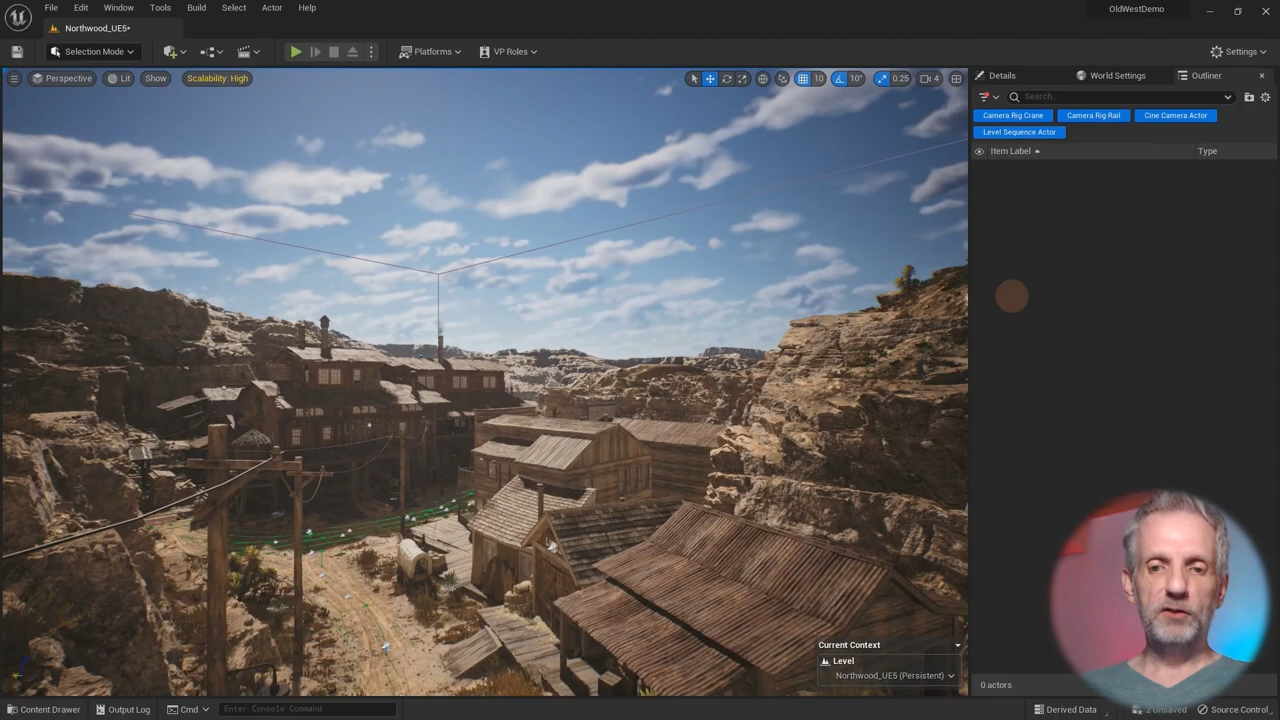 File Edit Window Tools Build Select Actor Help
OldWestDemo
Northwood_UE5*
Selection Mode
Platforms
VP Roles
Settings
Perspective Lit Show Scalability: High
10 10° 0.25 4
Details World Settings Outliner
Search...
Camera Rig Crane Camera Rig Rail Cine Camera Actor
Level Sequence Actor
Item Label Type
Current Context
Level
Northwood_UE5 (Persistent)
0 actors
Content Drawer Output Log Cmd Enter Console Command Derived Data 2 Unsaved Source Control